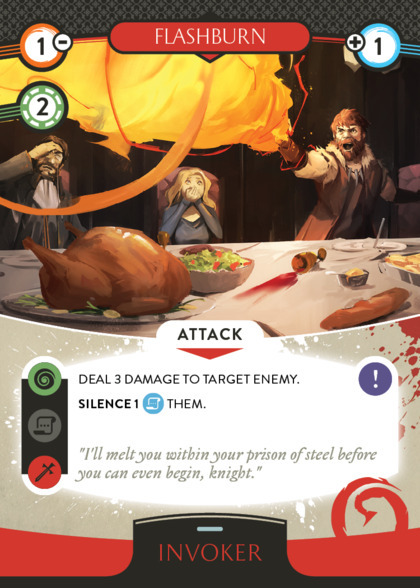 FLASHBURN
1 -
+ 1
2
ATTACK
DEAL 3 DAMAGE TO TARGET ENEMY.
SILENCE 1 THEM.
!
"I'll melt you within your prison of steel before
you can even begin, knight."
INVOKER